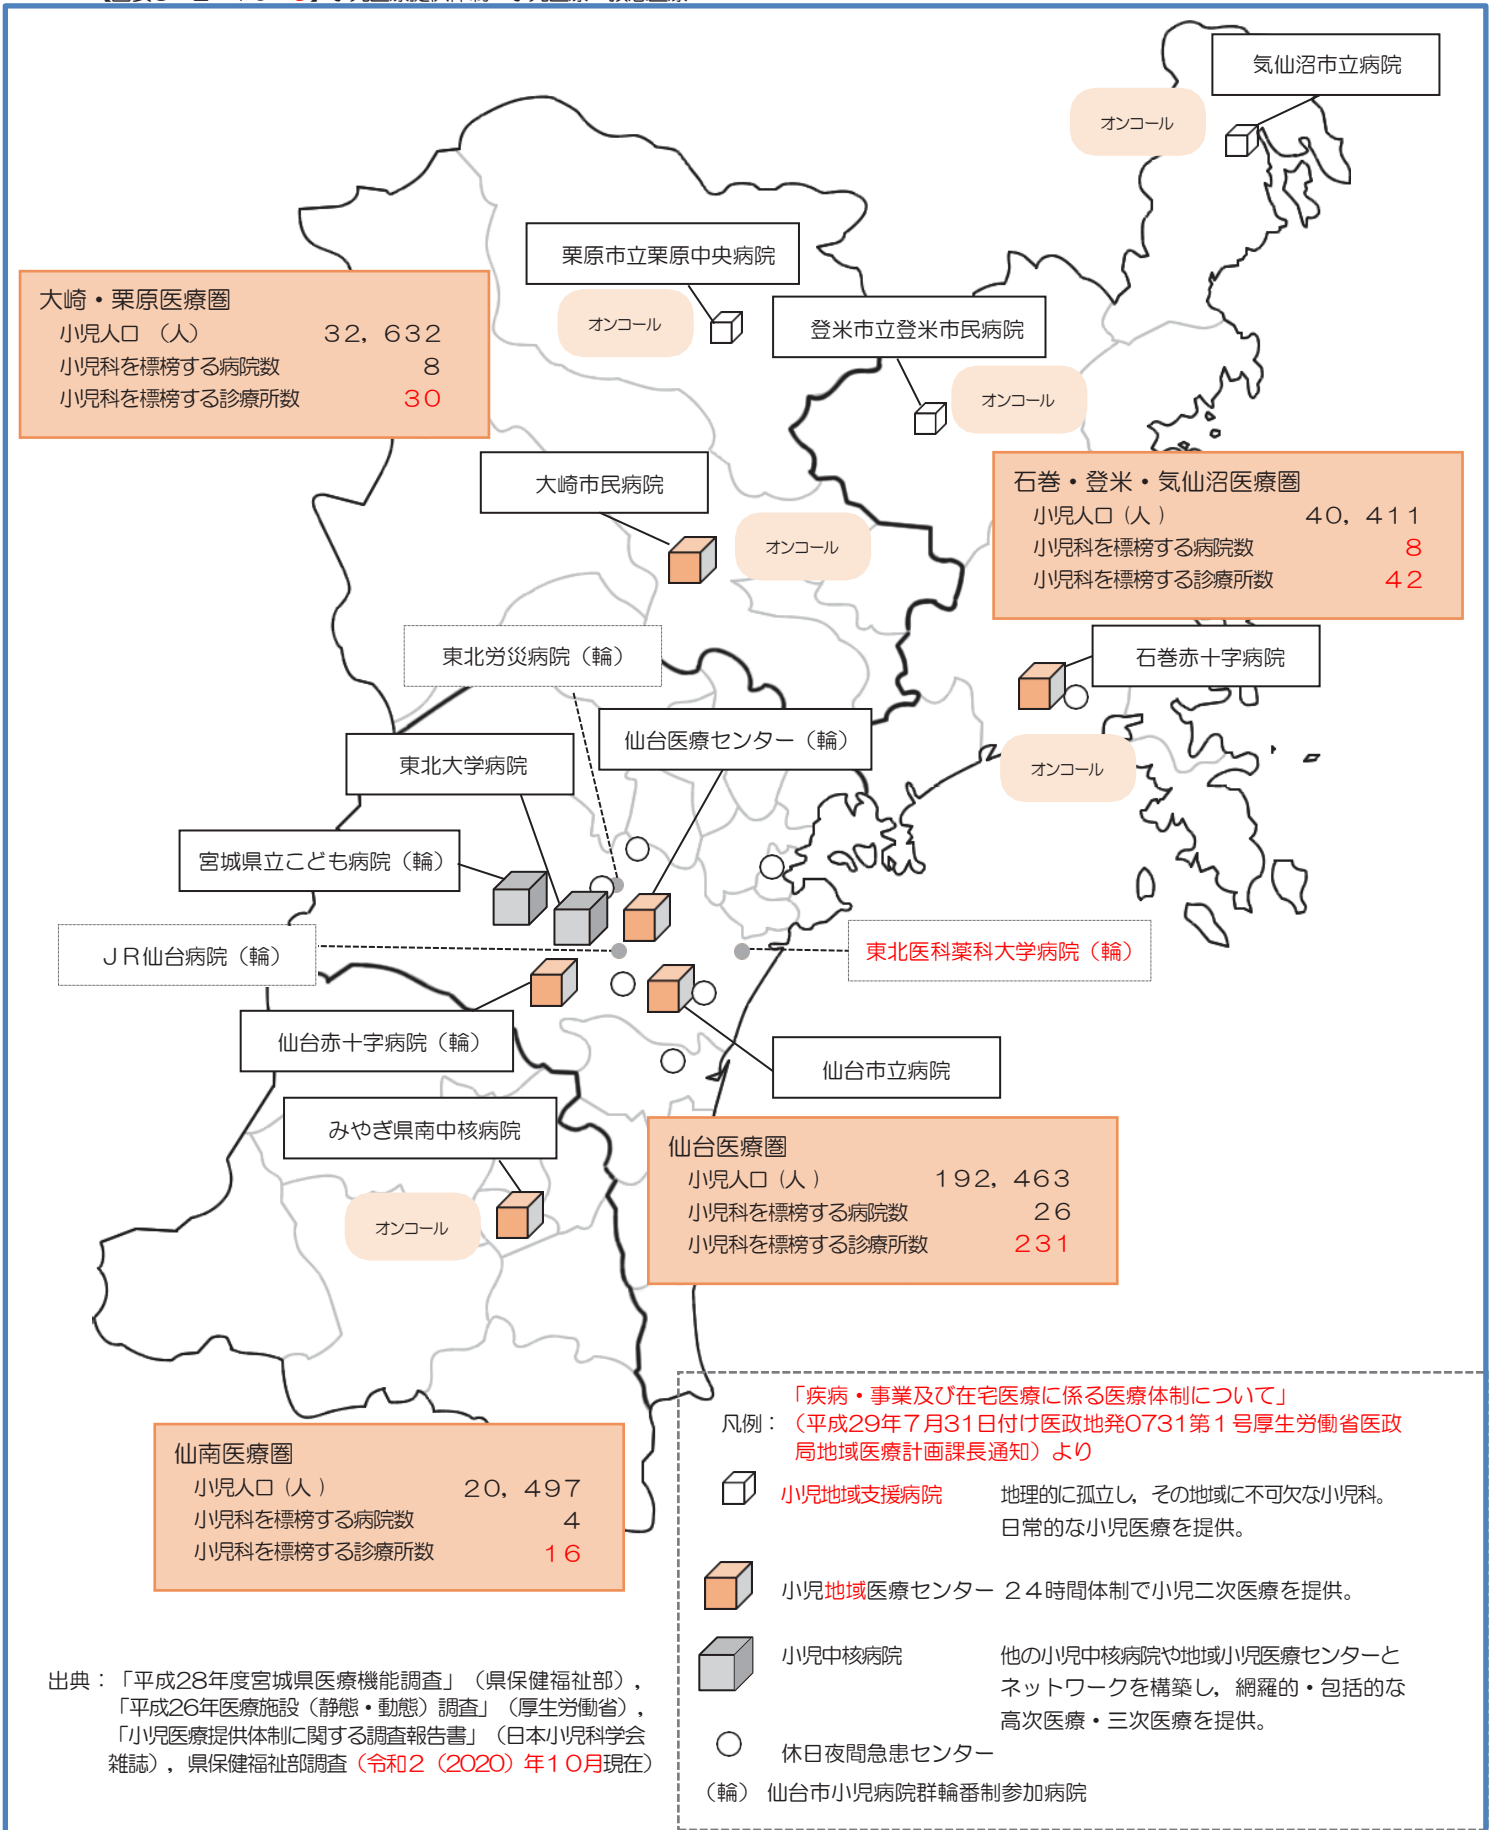 気仙沼市立病院
オンコール
栗原市立栗原中央病院
オンコール
登米市立登米市民病院
オンコール
大崎・栗原医療圏
小児人口 （人） 32，632
小児科を標榜する病院数 8
小児科を標榜する診療所数 30
大崎市民病院
オンコール
石巻・登米・気仙沼医療圏
小児人口（人 ） 40，411
小児科を標榜する病院数 8
小児科を標榜する診療所数 42
東北労災病院（輪）
石巻赤十字病院
オンコール
仙台医療センター（輪）
東北大学病院
宮城県立こども病院（輪）
ＪＲ仙台病院（輪）
東北医科薬科大学病院（輪）
仙台赤十字病院（輪）
仙台市立病院
みやぎ県南中核病院
オンコール
仙台医療圏
小児人口（人 ） 192，463
小児科を標榜する病院数 26
小児科を標榜する診療所数 231
仙南医療圏
小児人口（人 ） 20，497
小児科を標榜する病院数 4
小児科を標榜する診療所数 16
「疾病・事業及び在宅医療に係る医療体制について」
凡例：（平成29年７月31日付け医政地発0731第１号厚生労働省医政
局地域医療計画課長通知）より
小児地域支援病院 地理的に孤立し，その地域に不可欠な小児科。
日常的な小児医療を提供。
小児地域医療センター ２４時間体制で小児二次医療を提供。
小児中核病院 他の小児中核病院や地域小児医療センターと
ネットワークを構築し，網羅的・包括的な
高次医療・三次医療を提供。
休日夜間急患センター
（輪） 仙台市小児病院群輪番制参加病院
出典：「平成28年度宮城県医療機能調査」（県保健福祉部），
「平成26年医療施設（静態・動態）調査」（厚生労働省），
「小児医療提供体制に関する調査報告書」（日本小児科学会
雑誌），県保健福祉部調査（令和２（2020）年１０月現在）